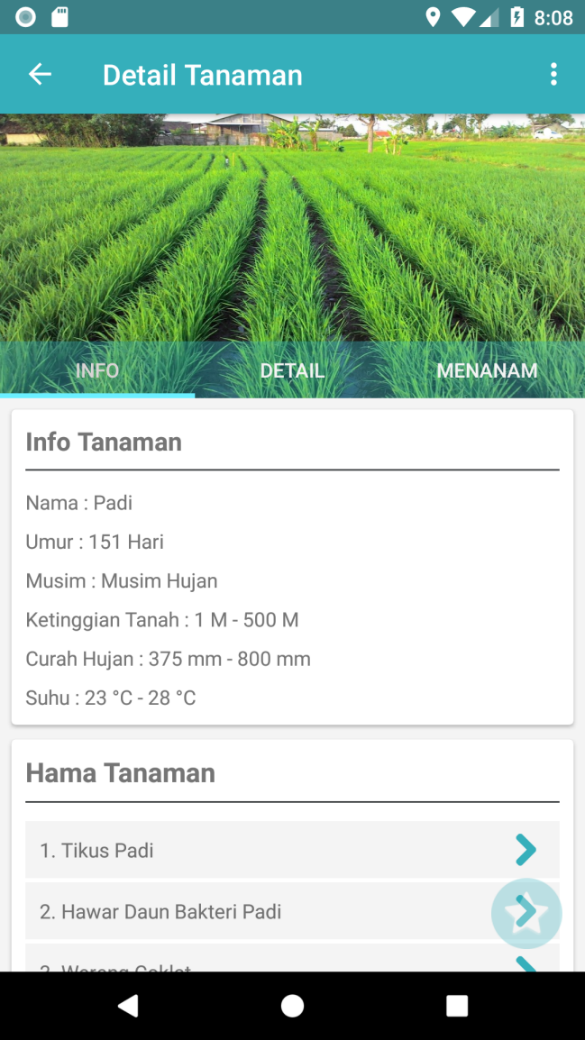 8:08
Detail Tanaman
INFO
DETAIL
MENANAM
Info Tanaman
Nama : Padi
Umur : 151 Hari
Musim : Musim Hujan
Ketinggian Tanah : 1 M - 500 M
Curah Hujan : 375 mm - 800 mm
Suhu : 23 °C - 28 °C
Hama Tanaman
1. Tikus Padi
2. Hawar Daun Bakteri Padi